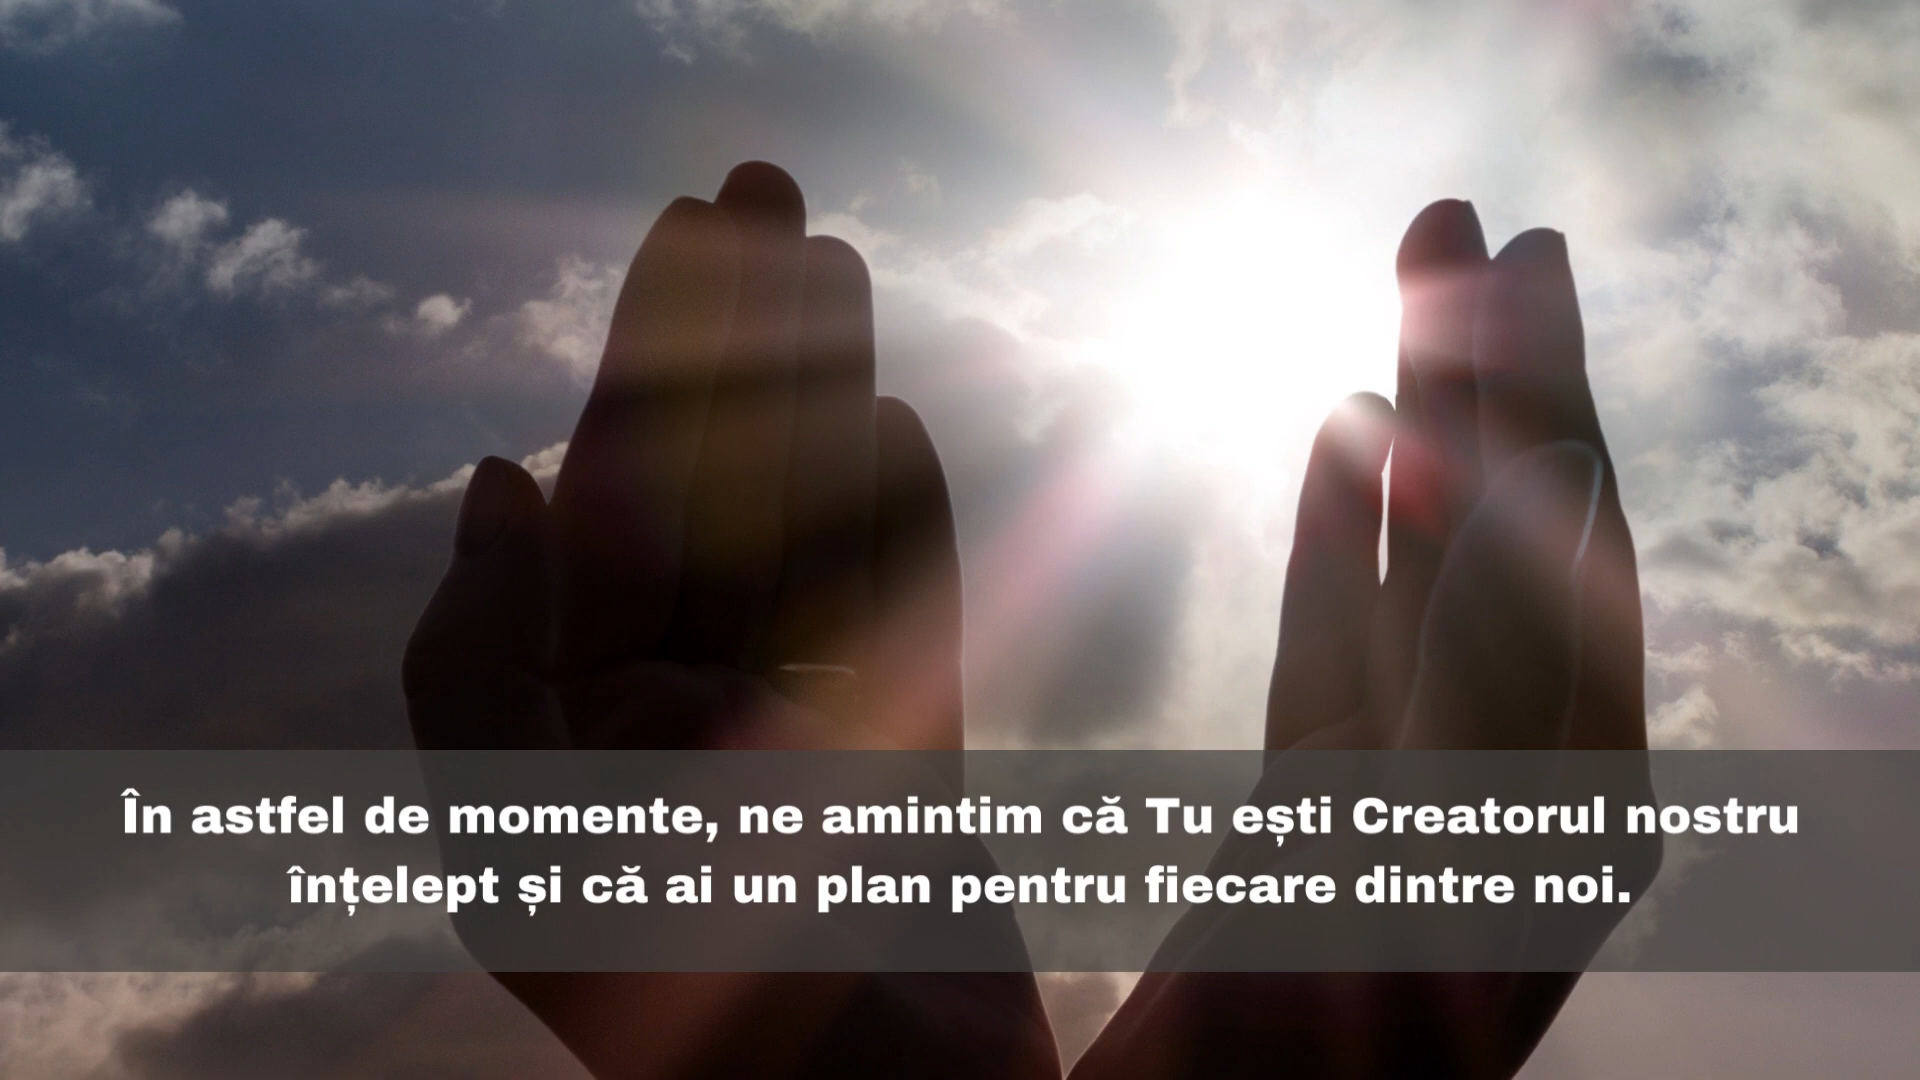 În astfel de momente, ne amintim că Tu ești Creatorul nostru
înțelept și că ai un plan pentru fiecare dintre noi.